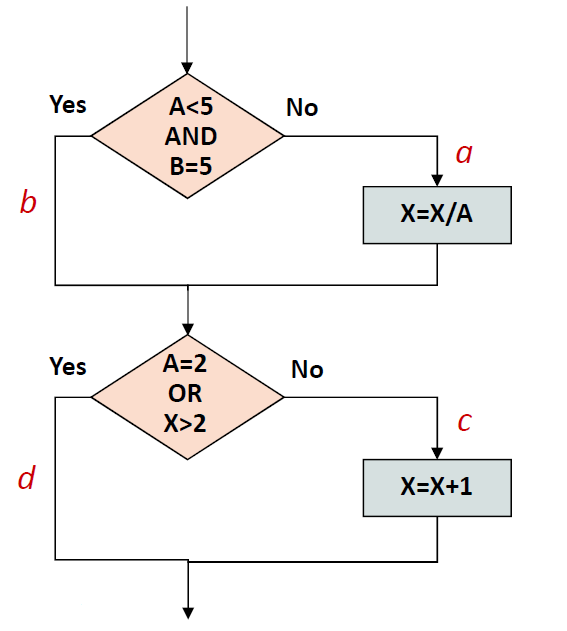 Yes
A<5
AND
B=5
No
a
b
X=X/A
Yes
A=2
OR
X>2
No
c
d
X=X+1